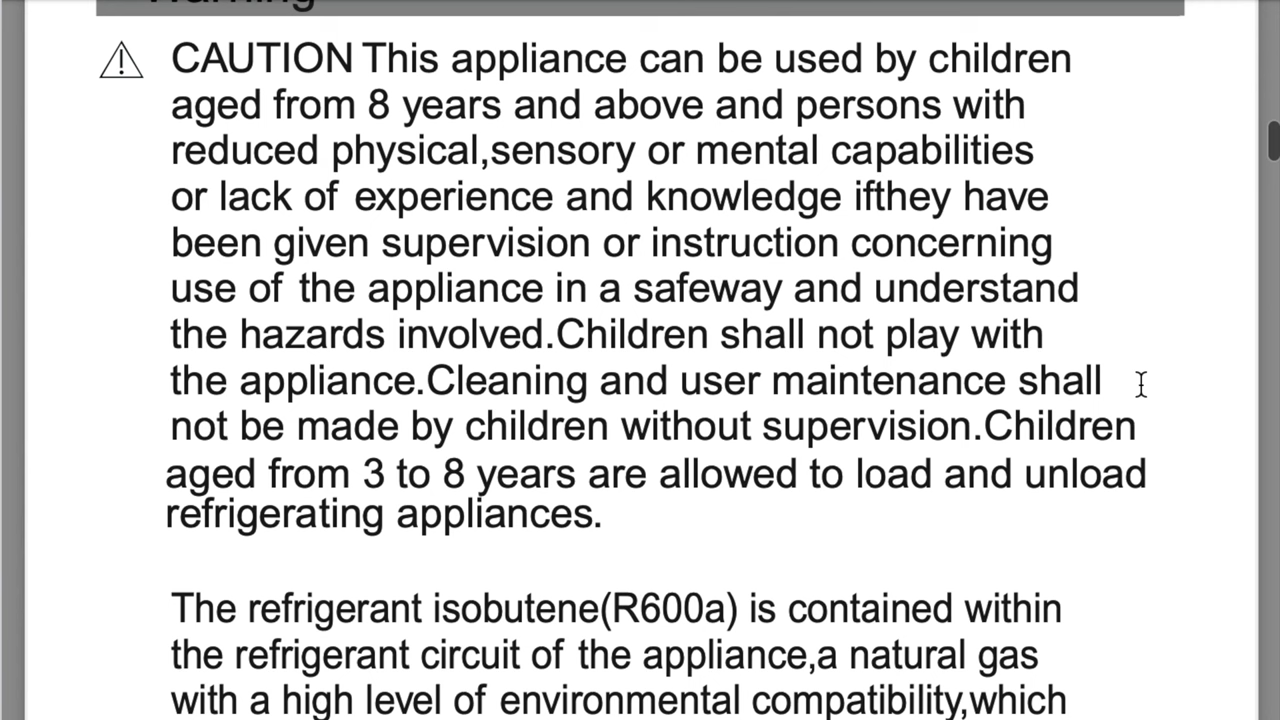 Warning
CAUTION This appliance can be used by children
aged from 8 years and above and persons with
reduced physical,sensory or mental capabilities
or lack of experience and knowledge ifthey have
been given supervision or instruction concerning
use of the appliance in a safeway and understand
the hazards involved.Children shall not play with
the appliance.Cleaning and user maintenance shall
not be made by children without supervision.Children
aged from 3 to 8 years are allowed to load and unload
refrigerating appliances.
The refrigerant isobutene(R600a) is contained within
the refrigerant circuit of the appliance,a natural gas
with a high level of environmental compatibility,which